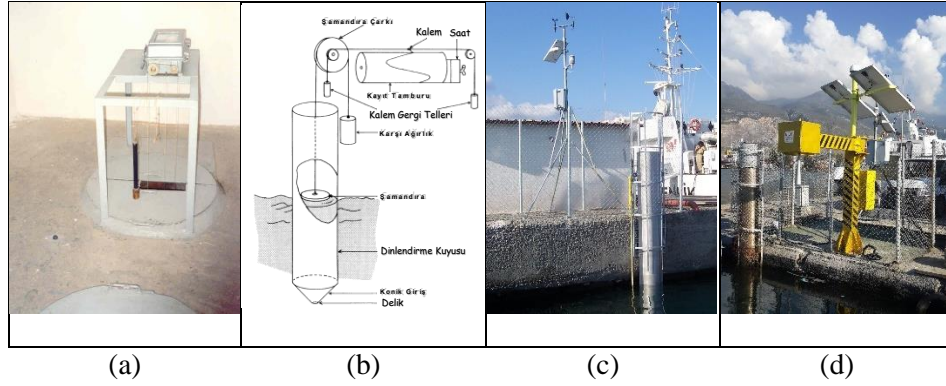 Şamandıra Çarkı
Kalem
Saat
Kayıt Tamburu
Kalem Gergi Telleri
Karşı Ağırlık
Şamandıra
Dinlendirme Kuyusu
Konik Giriş
Delik
(a)
(b)
(c)
(d)